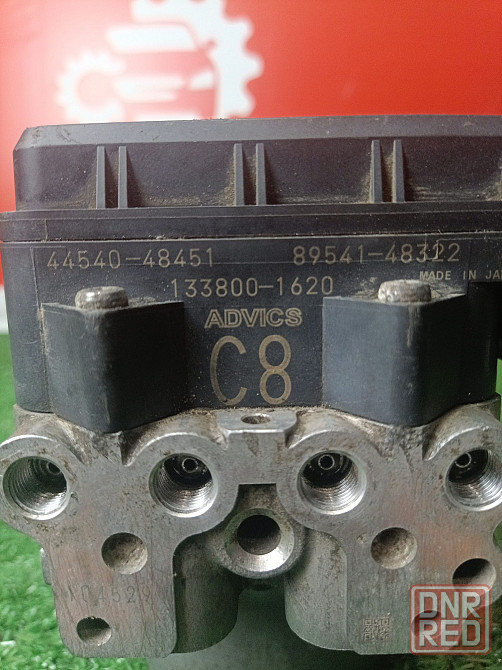 44540-48451 89541-48322
133800-1620 MADE IN JA
ADVICS
C8
DNR
RED